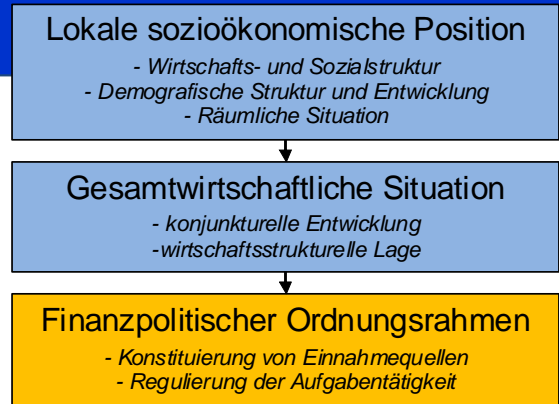 Lokale sozioökonomische Position
- Wirtschafts- und Sozialstruktur
- Demografische Struktur und Entwicklung
- Räumliche Situation
Gesamtwirtschaftliche Situation
- konjunkturelle Entwicklung
-wirtschaftsstrukturelle Lage
Finanzpolitischer Ordnungsrahmen
- Konstituierung von Einnahmequellen
- Regulierung der Aufgabentätigkeit